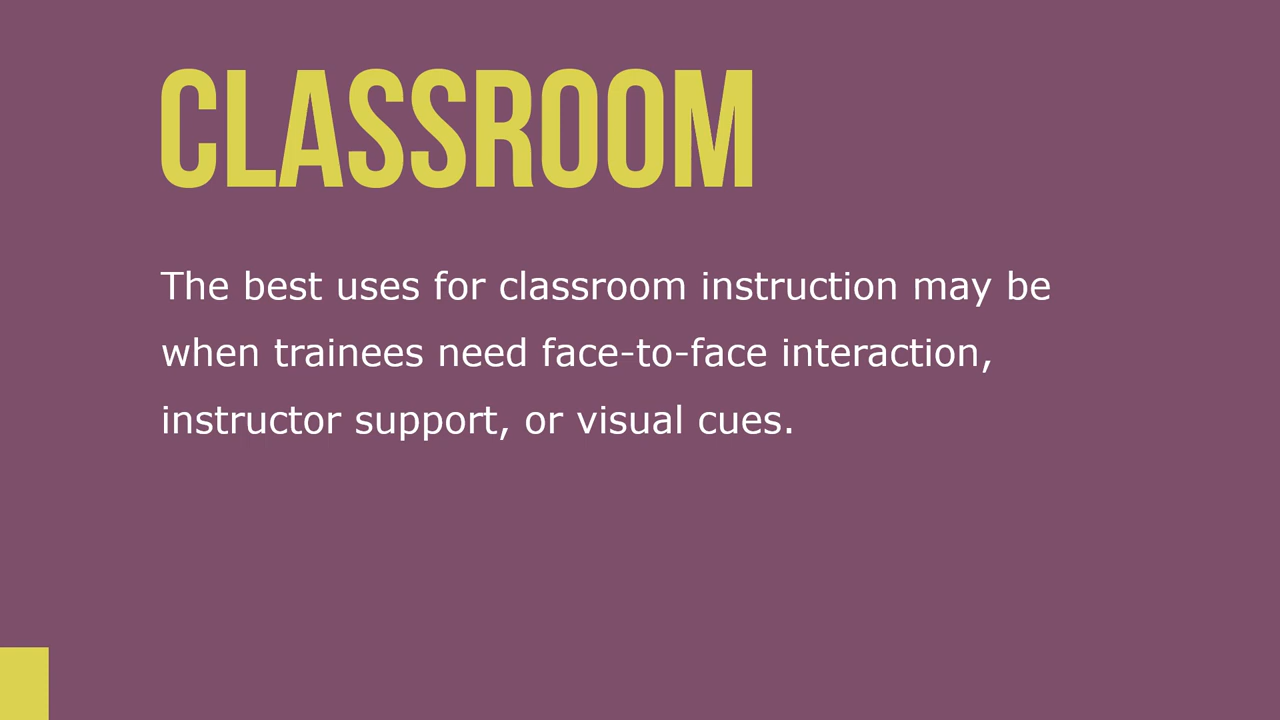 CLASSROOM
The best uses for classroom instruction may be
when trainees need face-to-face interaction,
instructor support, or visual cues.